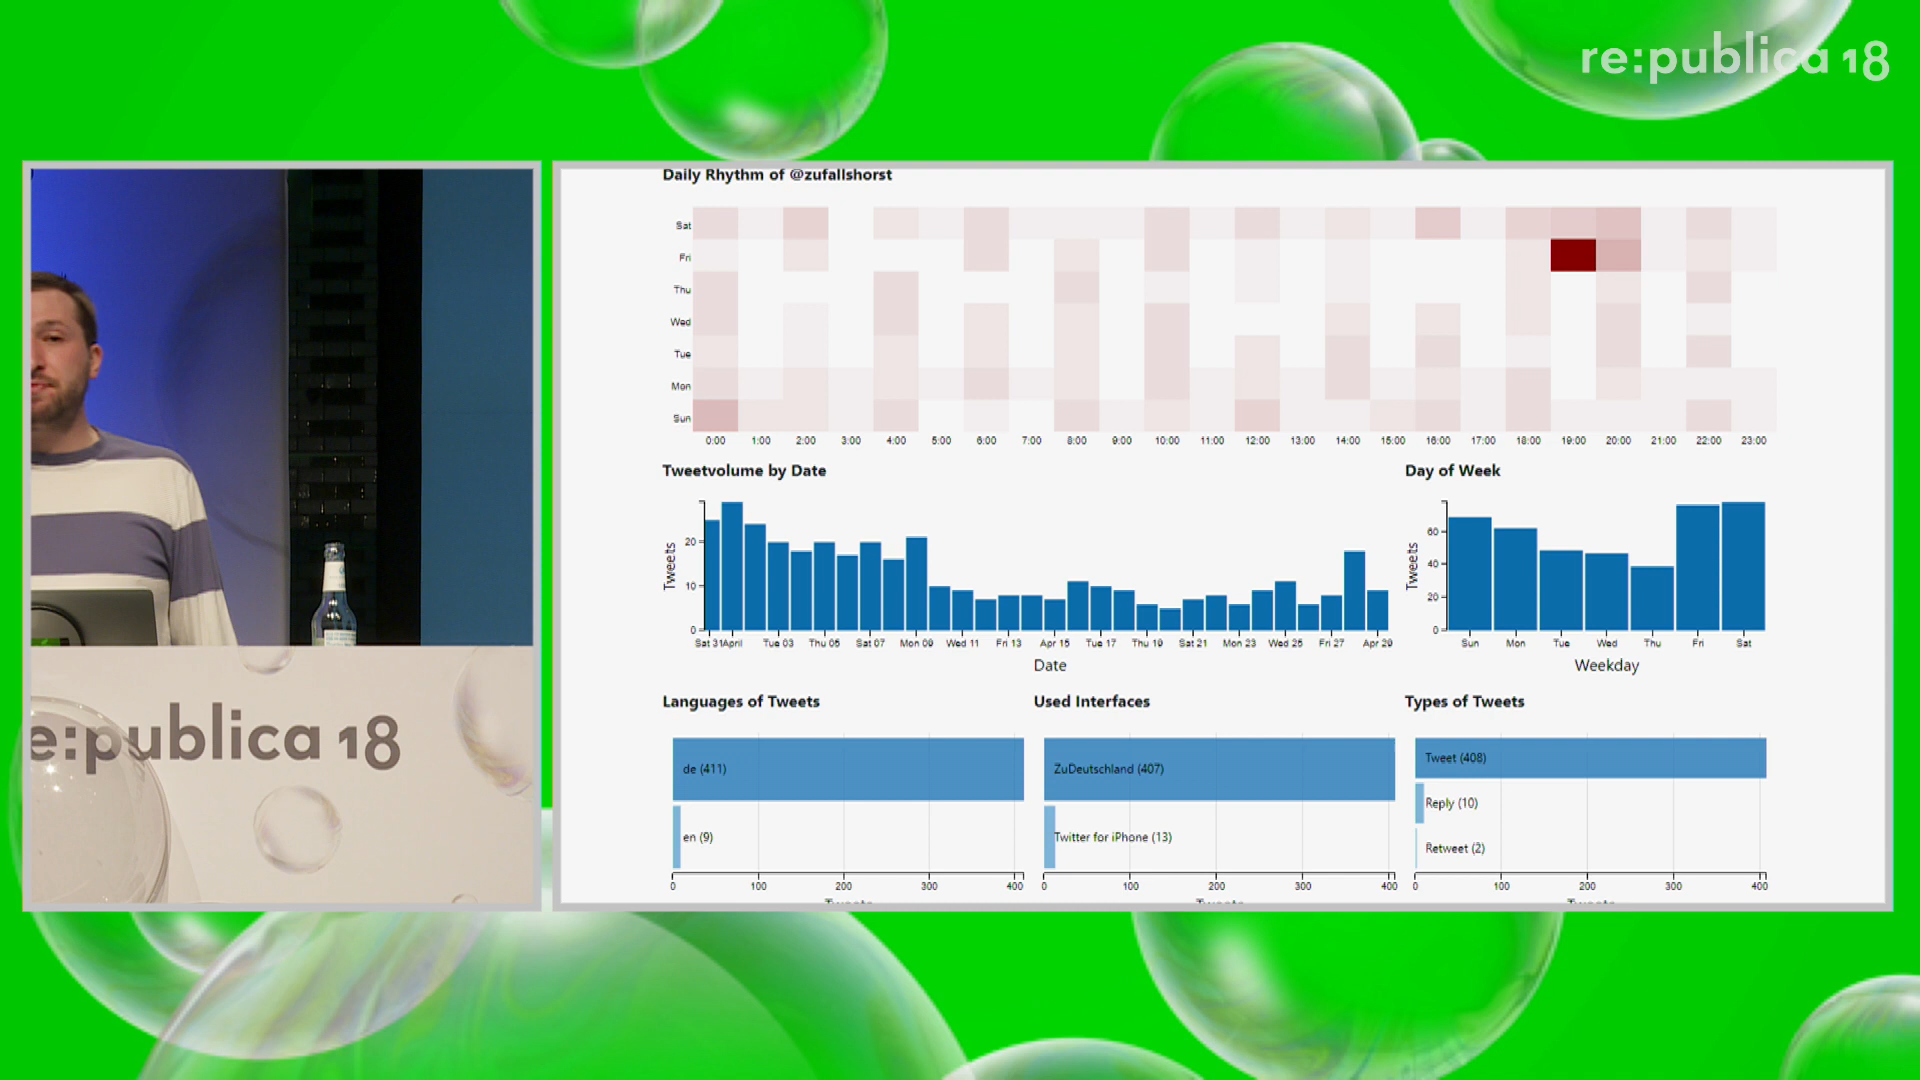 re:publica 18
Daily Rhythm of @zufallshorst
Sat
Fri
Thu
Wed
Tue
Mon
Sun
0:00 1:00 2:00 3:00 4:00 5:00 6:00 7:00 8:00 9:00 10:00 11:00 12:00 13:00 14:00 15:00 16:00 17:00 18:00 19:00 20:00 21:00 22:00 23:00
Tweetvolume by Date
Tweets
20
10
0
Sat 31 April Tue 03 Thu 05 Sat 07 Mon 09 Wed 11 Fri 13 Apr 15 Tue 17 Thu 19 Sat 21 Mon 23 Wed 25 Fri 27 Apr 29
Date
Day of Week
Tweets
60
40
20
0
Sun Mon Tue Wed Thu Fri Sat
Weekday
Languages of Tweets
de (411)
en (9)
0 100 200 300 400
Used Interfaces
ZuDeutschland (407)
Twitter for iPhone (13)
0 100 200 300 400
Types of Tweets
Tweet (408)
Reply (10)
Retweet (2)
0 100 200 300 400
e:publica 18